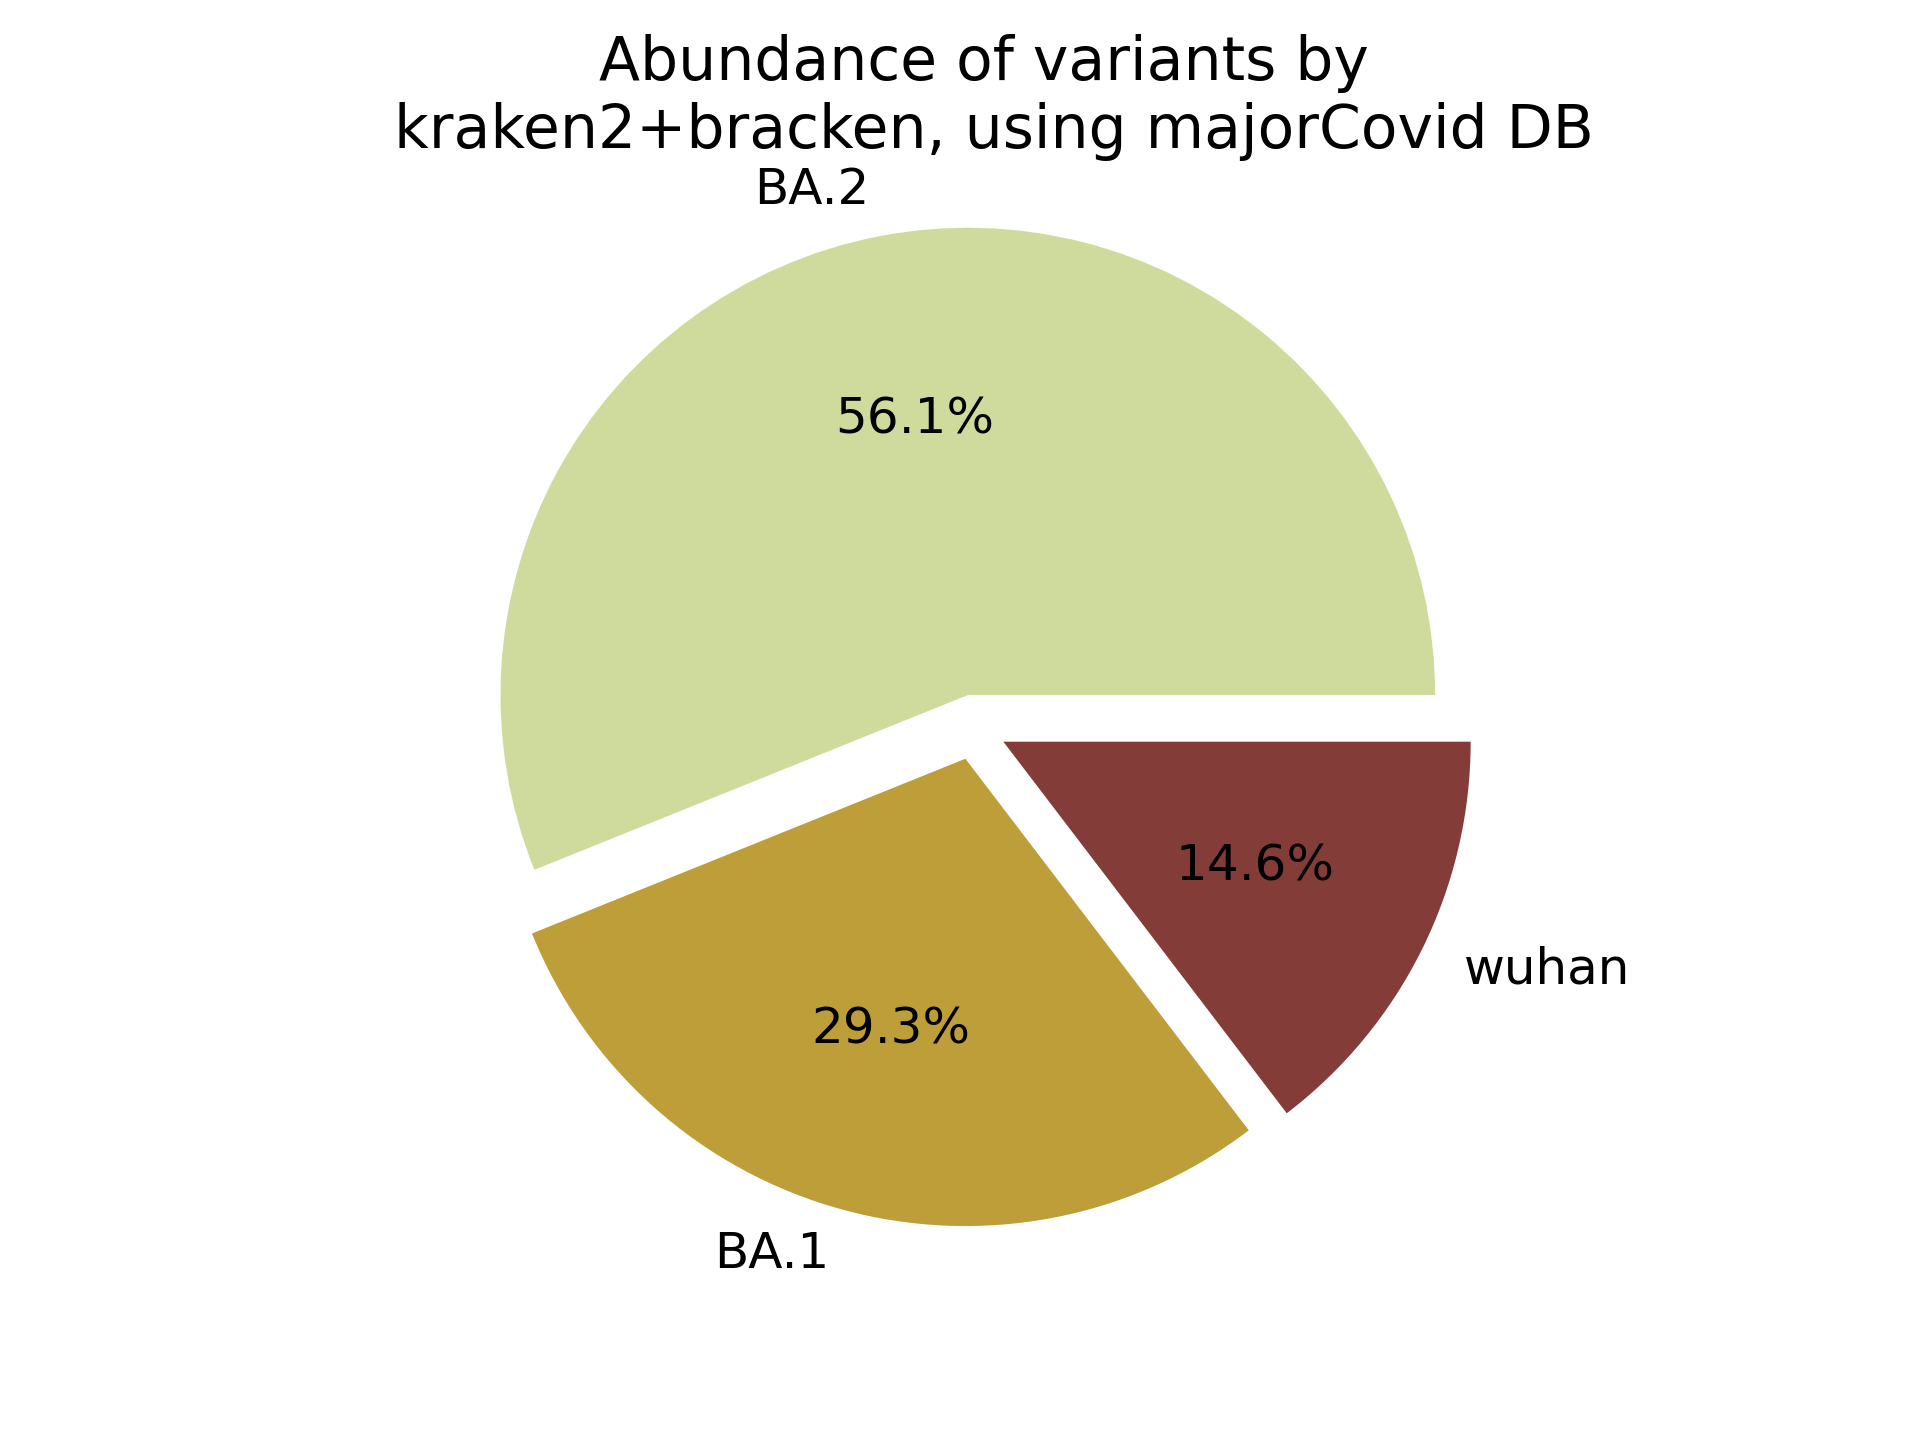 Abundance of variants by
kraken2+bracken, using majorCovid DB
BA.2
56.1%
14.6%
wuhan
29.3%
BA.1